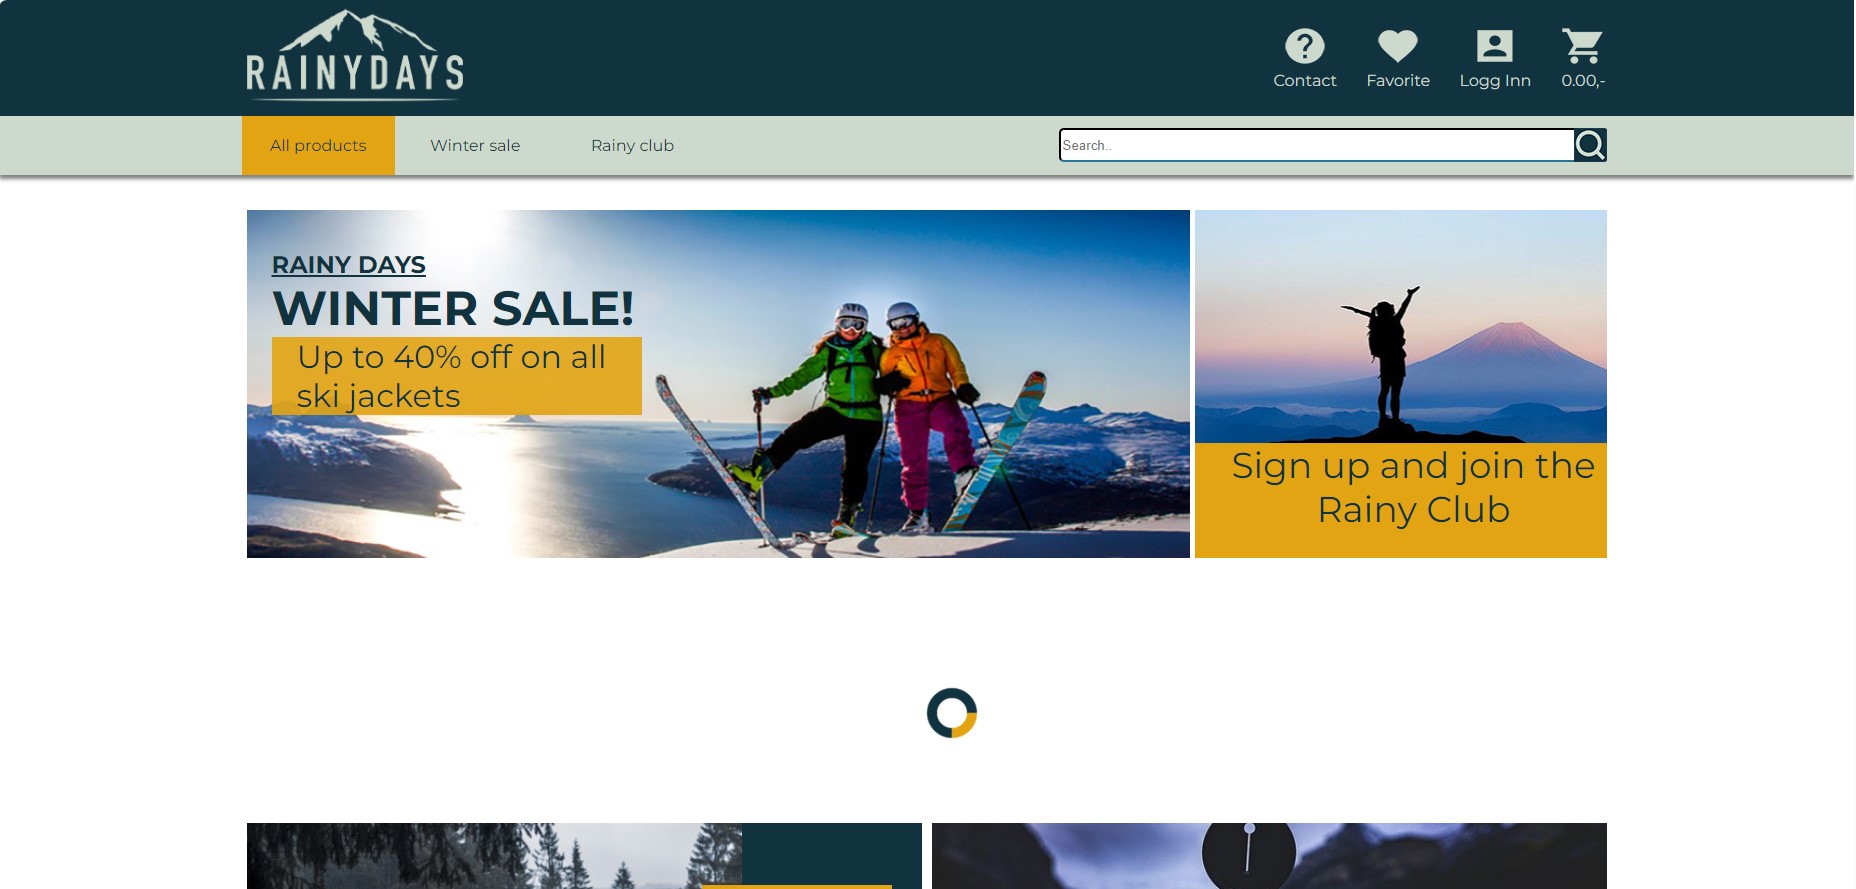 RAINYDAYS
Contact
Favorite
Logg Inn
0.00,-
All products
Winter sale
Rainy club
Search..
RAINY DAYS
WINTER SALE!
Up to 40% off on all
ski jackets
Sign up and join the
Rainy Club